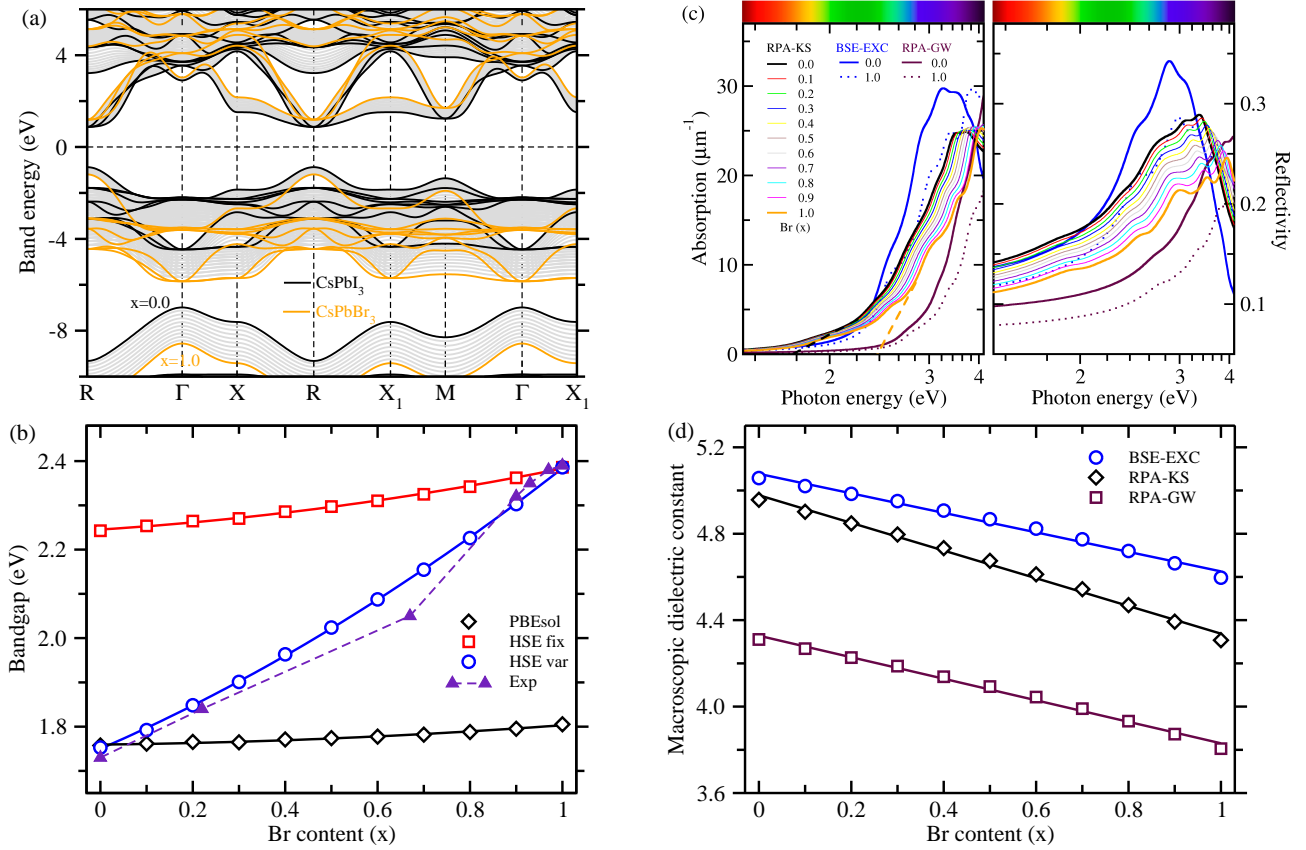 (a)
Band energy (eV)
6
4
2
0
-4
-8
x=0.0
x=1.0
CsPbI3
CsPbBr3
R Γ X R X1 M Γ X1
(c)
Absorption (µm-1)
0
10
20
30
RPA-KS BSE-EXC RPA-GW
0.0 0.0 0.0
0.1 1.0 1.0
0.2
0.3
0.4
0.5
0.6
0.7
0.8
0.9
1.0
Br (x)
2 3 4
Photon energy (eV)
2 3 4
Photon energy (eV)
0.3
0.2
0.1
Reflectivity
(b)
Bandgap (eV)
2.4
2.2
2.0
1.8
PBEsol
HSE fix
HSE var
Exp
0 0.2 0.4 0.6 0.8 1
Br content (x)
(d)
Macroscopic dielectric constant
5.2
4.8
4.4
4.0
3.6
BSE-EXC
RPA-KS
RPA-GW
0 0.2 0.4 0.6 0.8 1
Br content (x)